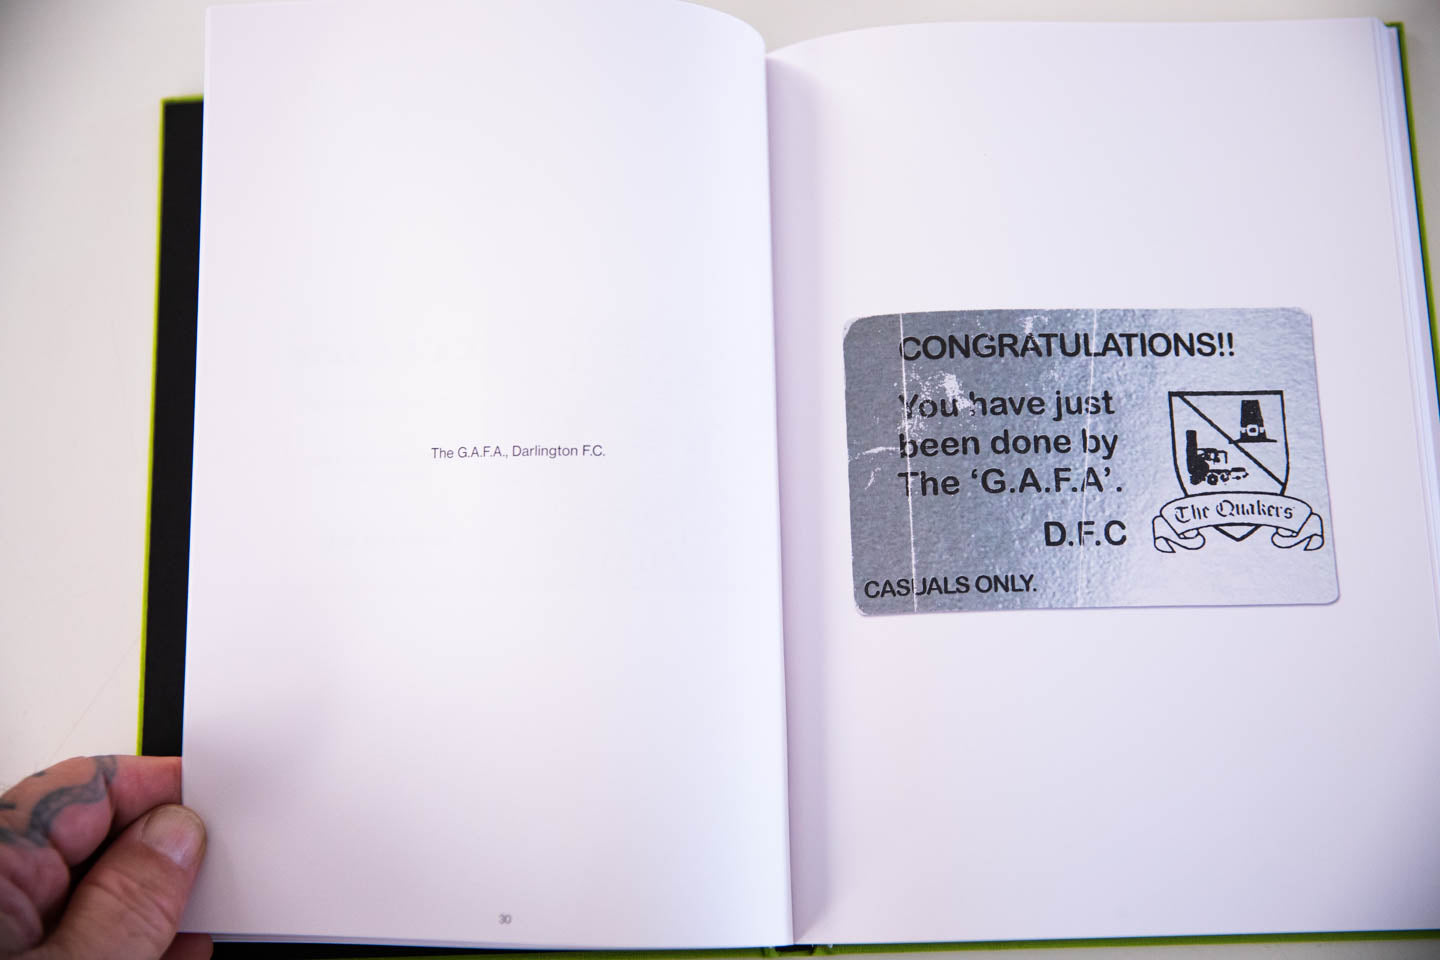 The G.A.F.A., Darlington F.C.
30
CONGRATULATIONS!!
You have just
been done by
The ‘G.A.F.A’.
D.F.C
The Quakers
CASUALS ONLY.